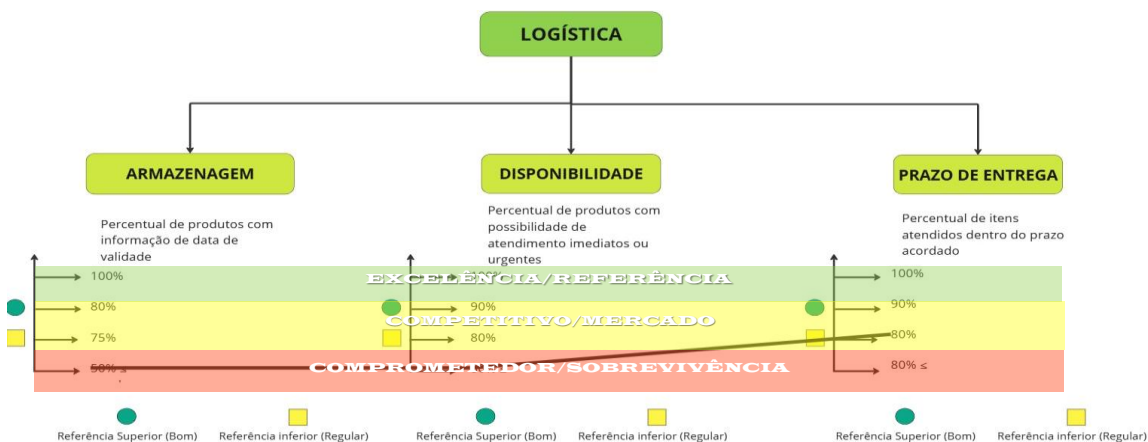 LOGÍSTICA
ARMAZENAGEM
DISPONIBILIDADE
PRAZO DE ENTREGA
Percentual de produtos com
informação de data de
validade
Percentual de produtos com
possibilidade de
atendimento imediatos ou
urgentes
Percentual de itens
atendidos dentro do prazo
acordado
100%
100%
100%
EXCELÊNCIA/REFERÊNCIA
80%
90%
90%
COMPETITIVO/MERCADO
75%
80%
80%
50% ≤
COMPROMETEDOR/SOBREVIVÊNCIA
80% ≤
Referência Superior (Bom)
Referência inferior (Regular)
Referência Superior (Bom)
Referência inferior (Regular)
Referência Superior (Bom)
Referência inferior (Regular)